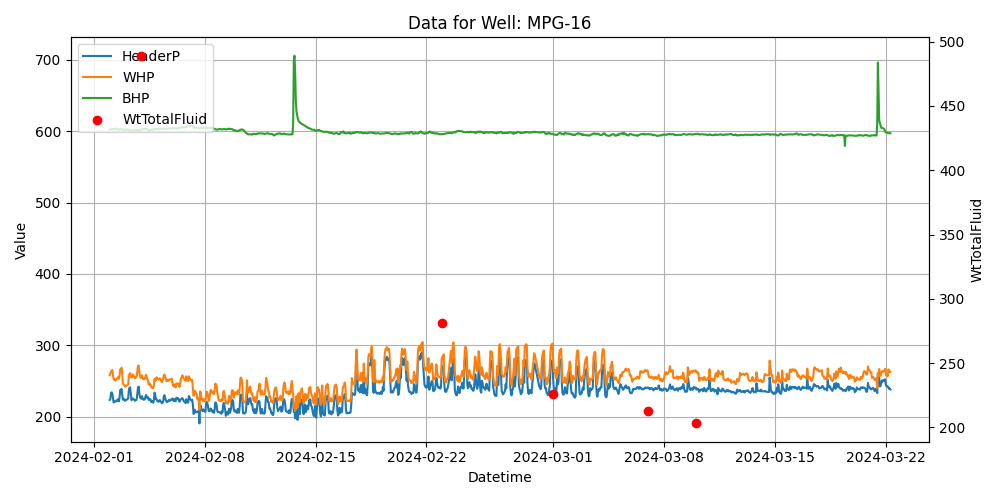 Data for Well: MPG-16
HeaderP
WHP
BHP
WtTotalFluid
700
600
500
400
300
200
Value
500
450
400
350
300
250
200
WtTotalFluid
2024-02-01
2024-02-08
2024-02-15
2024-02-22
2024-03-01
2024-03-08
2024-03-15
2024-03-22
Datetime